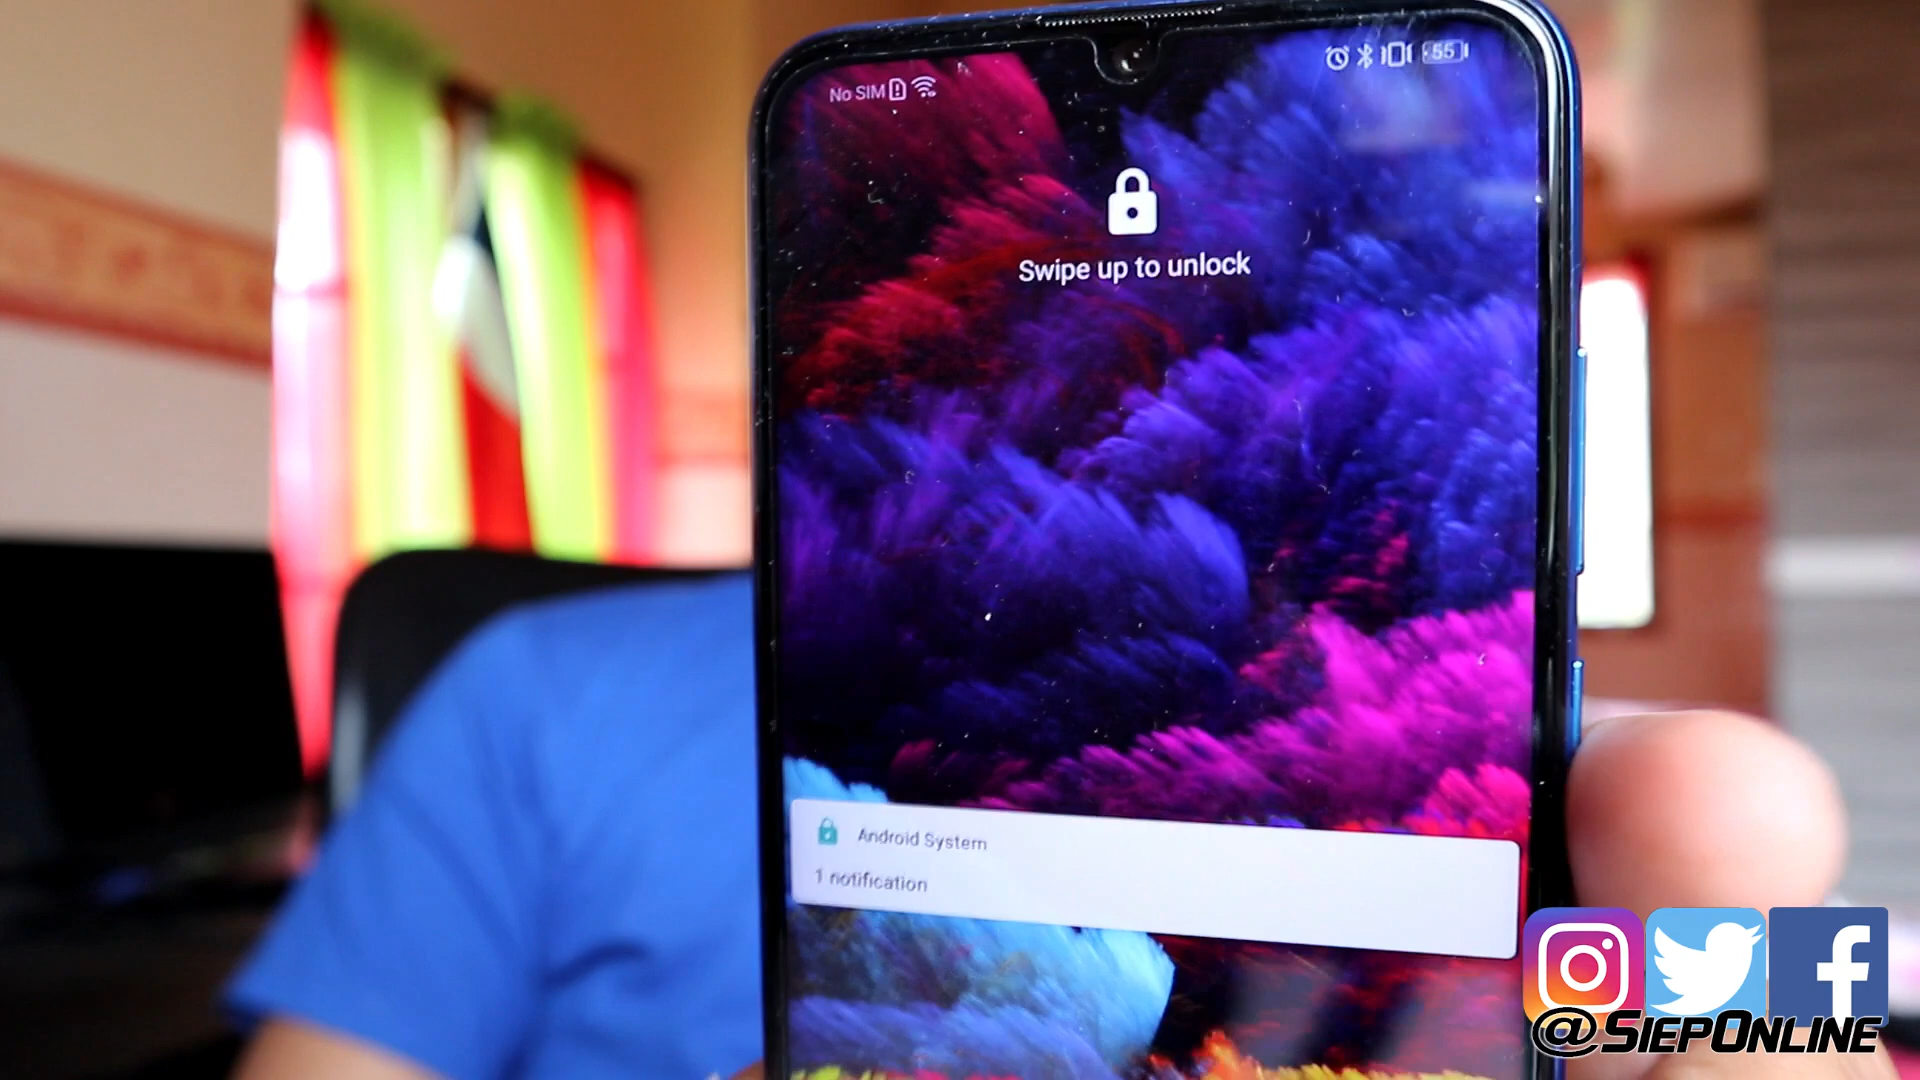 No SIM
55
Swipe up to unlock
Android System
1 notification
@SiepOnline